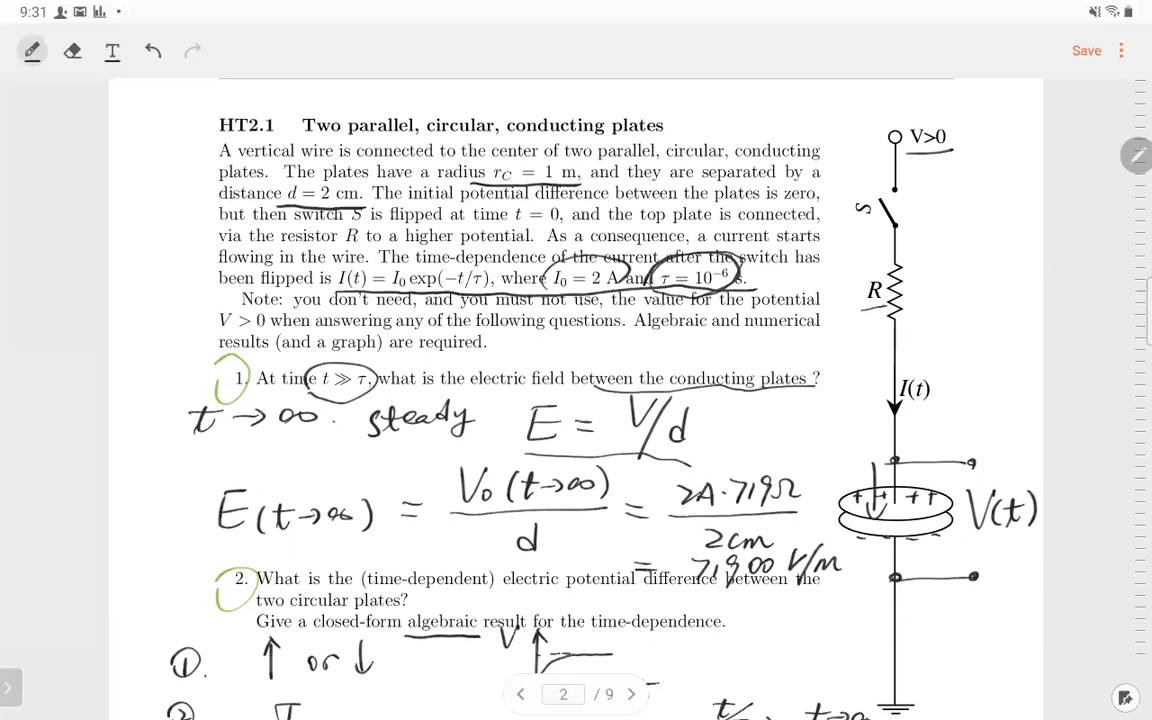 9:31
T
Save
HT2.1 Two parallel, circular, conducting plates
A vertical wire is connected to the center of two parallel, circular, conducting
plates. The plates have a radius r_C = 1 m, and they are separated by a
distance d = 2 cm. The initial potential difference between the plates is zero,
but then switch S is flipped at time t = 0, and the top plate is connected,
via the resistor R to a higher potential. As a consequence, a current starts
flowing in the wire. The time-dependence of the current after the switch has
been flipped is I(t) = I₀ exp(−t/τ), where I₀ = 2 A and τ = 10⁻⁶ s.
Note: you don't need, and you must not use, the value for the potential
V > 0 when answering any of the following questions. Algebraic and numerical
results (and a graph) are required.
1. At time t ≫ τ, what is the electric field between the conducting plates ?
t → ∞. steady E = V/d
E(t→∞) = V₀(t→∞) / d = 2A·719Ω / 2cm
= 71900 V/m
2. What is the (time-dependent) electric potential difference between the
two circular plates?
Give a closed-form algebraic result for the time-dependence.
①. ↑ or ↓ V
2 / 9
V>0
S
R
I(t)
+ + + +
V(t)